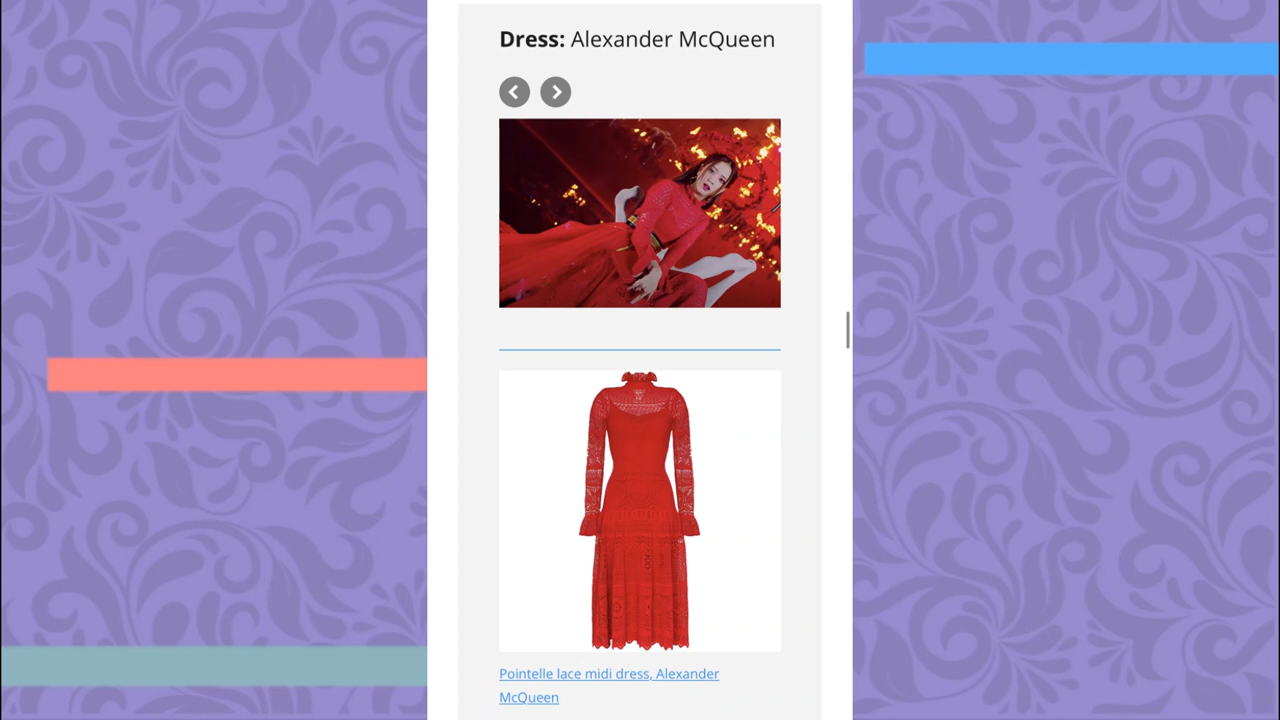 Dress: Alexander McQueen
Pointelle lace midi dress, Alexander
McQueen